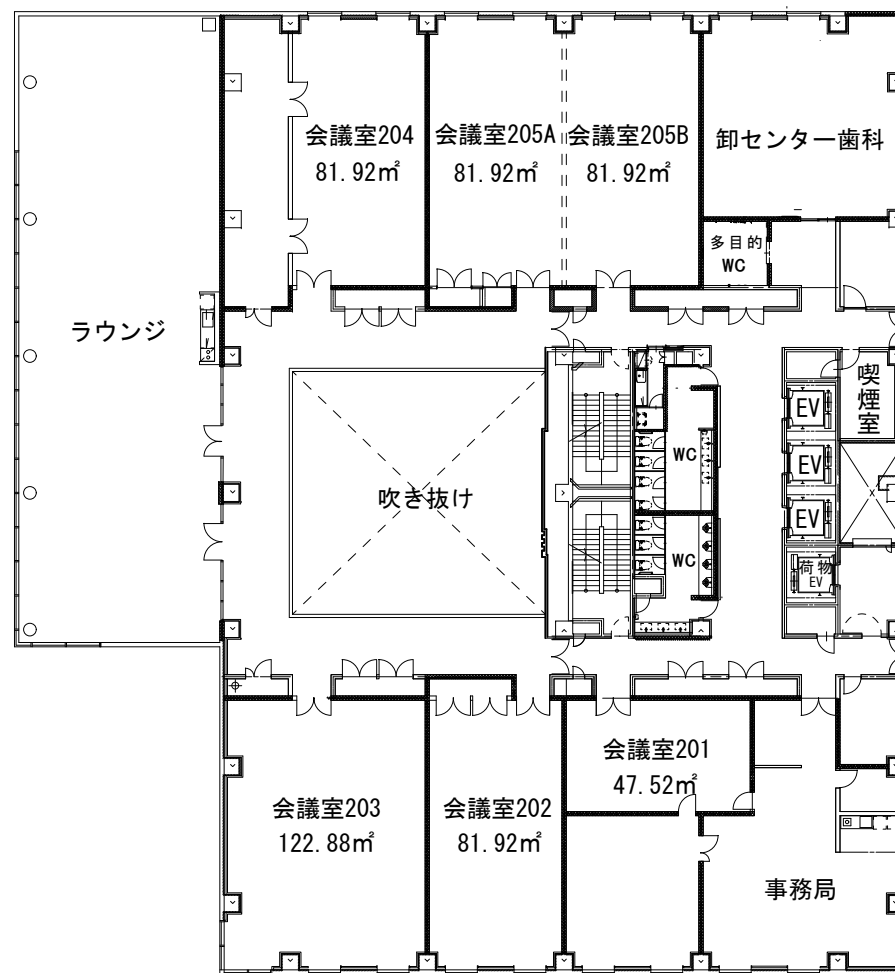 会議室204
81.92㎡
会議室205A
81.92㎡
会議室205B
81.92㎡
卸センター歯科
多目的
WC
ラウンジ
喫煙室
EV
WC
EV
吹き抜け
EV
WC
荷物
EV
会議室201
47.52㎡
会議室203
122.88㎡
会議室202
81.92㎡
事務局